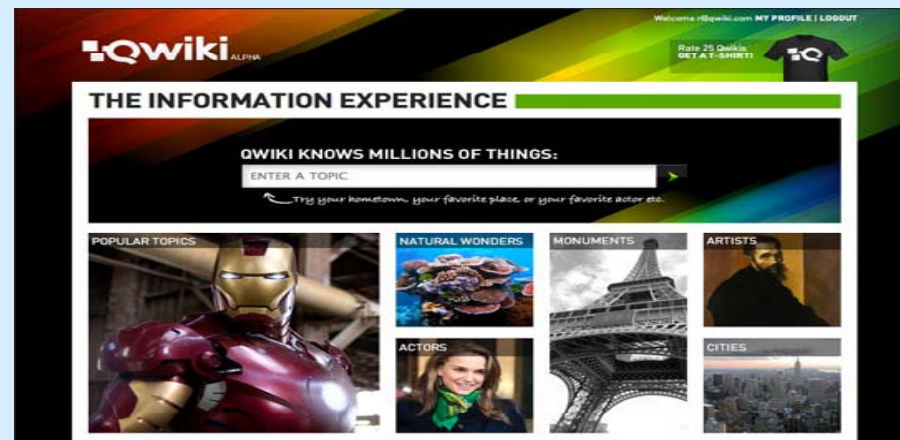 Welcome rl@qwiki.com MY PROFILE | LOGOUT
Qwiki ALPHA
Rate 25 Qwikis
GET A T-SHIRT!
Q
THE INFORMATION EXPERIENCE
QWIKI KNOWS MILLIONS OF THINGS:
ENTER A TOPIC
Try your hometown, your favorite place, or your favorite actor etc.
POPULAR TOPICS
NATURAL WONDERS
MONUMENTS
ARTISTS
ACTORS
CITIES